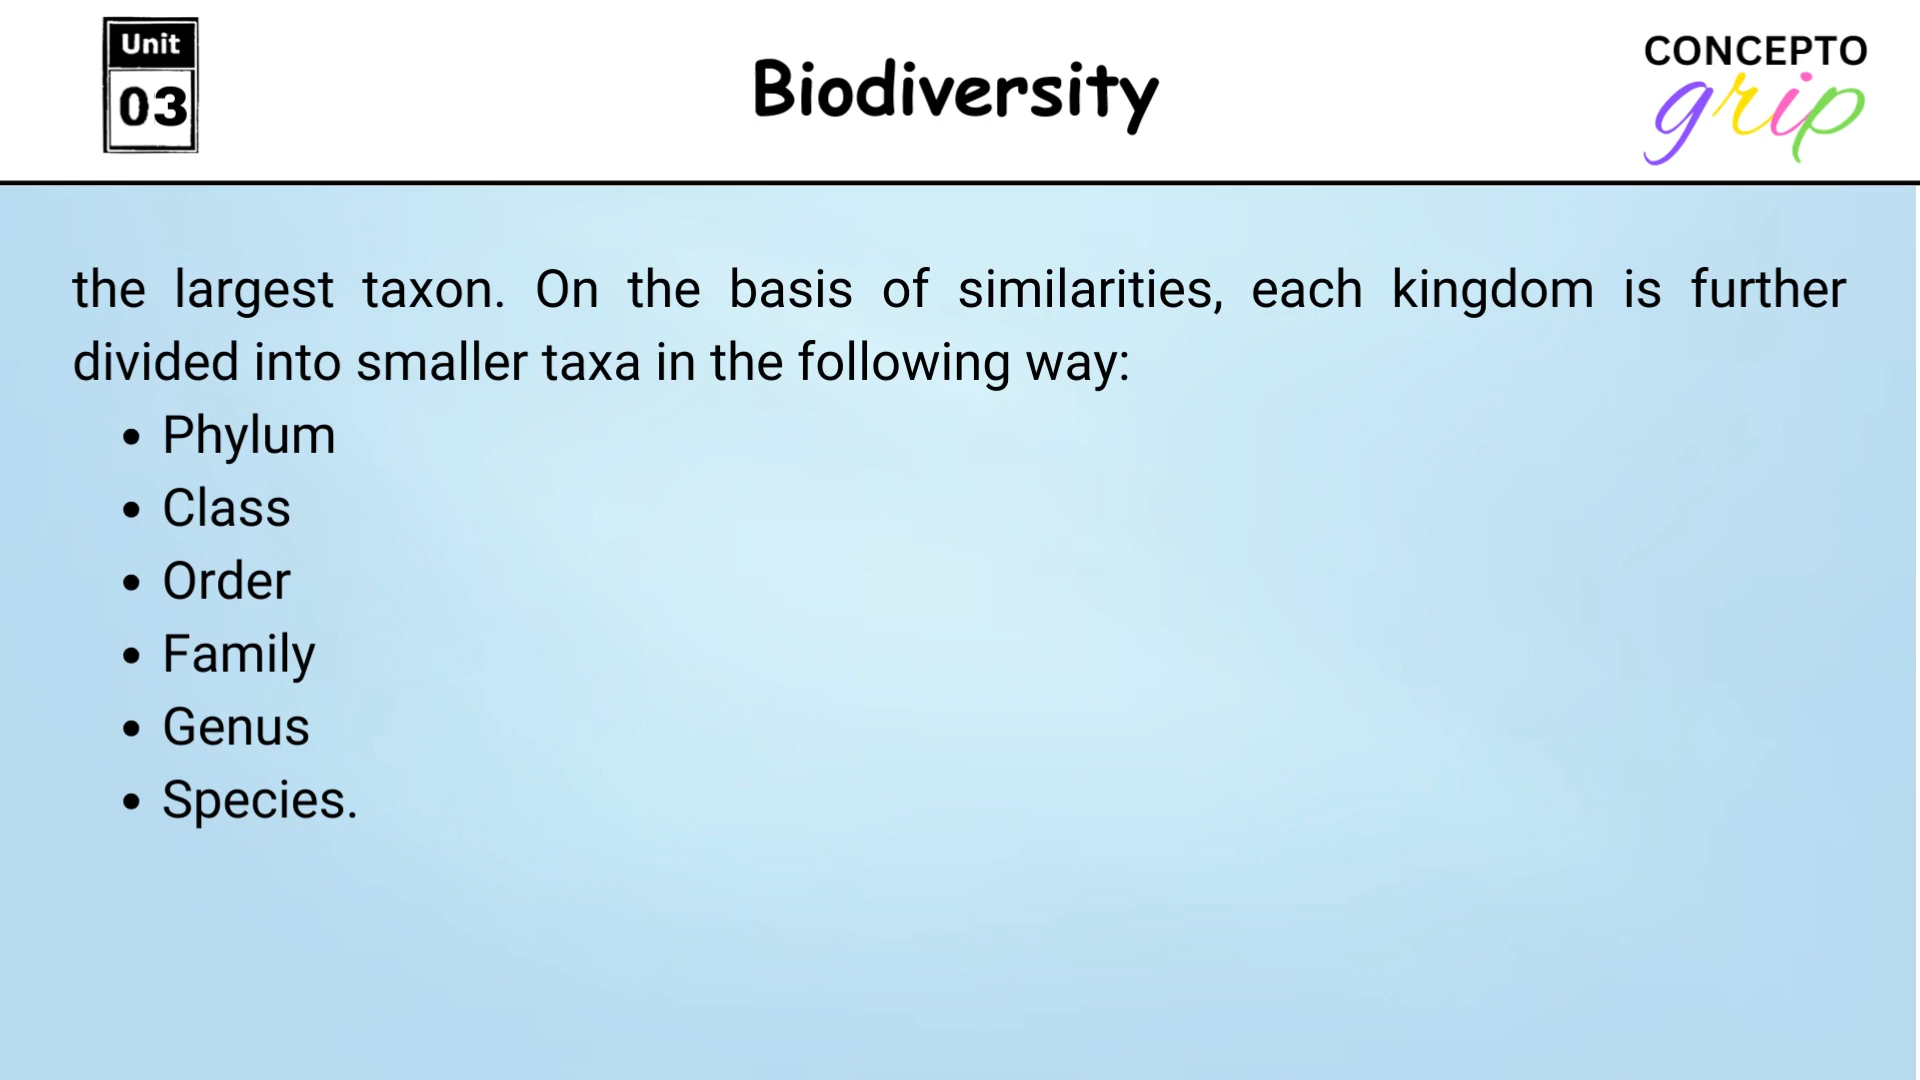 Unit
03
Biodiversity
CONCEPTO
grip
the largest taxon. On the basis of similarities, each kingdom is further
divided into smaller taxa in the following way:
• Phylum
• Class
• Order
• Family
• Genus
• Species.